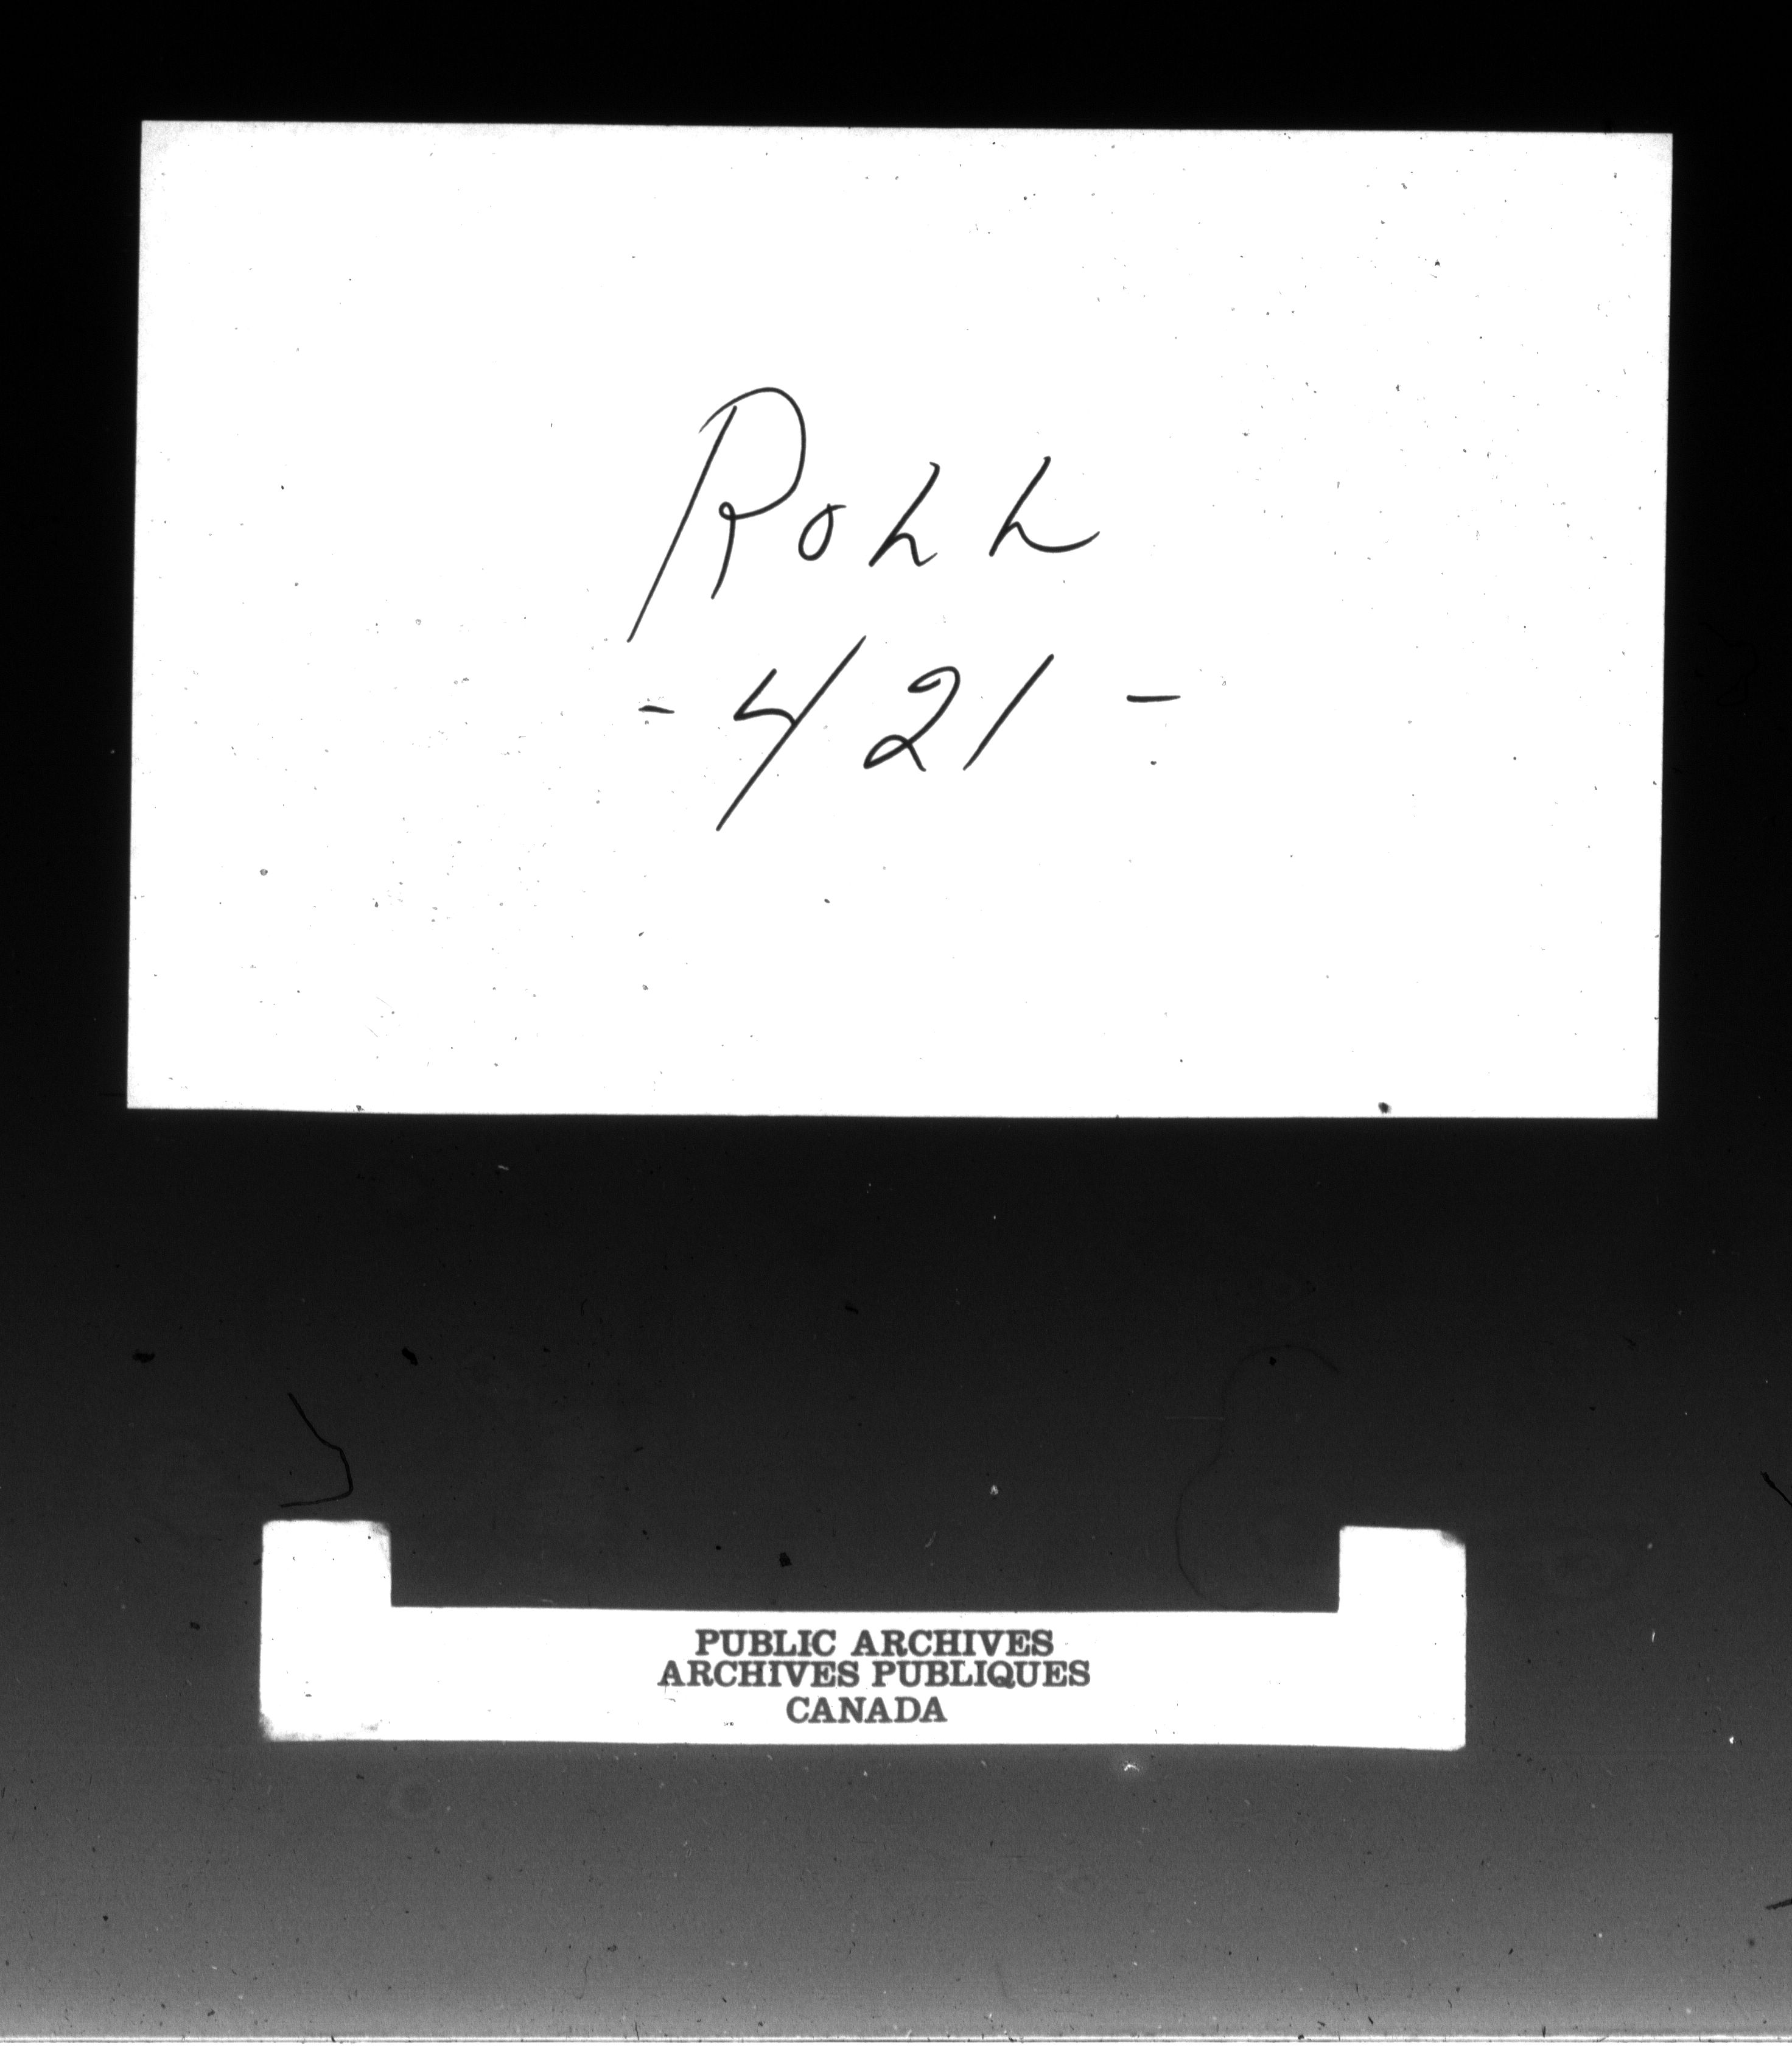 Roll
- 421 -
PUBLIC ARCHIVES
ARCHIVES PUBLIQUES
CANADA